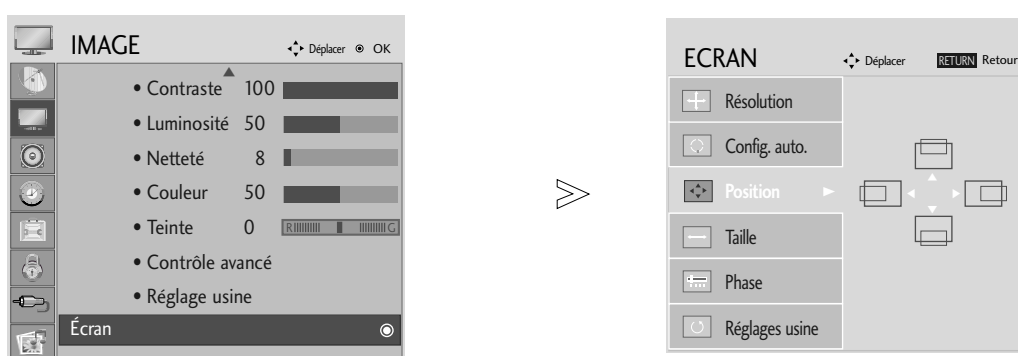 IMAGE
Déplacer OK
• Contraste 100
• Luminosité 50
• Netteté 8
• Couleur 50
• Teinte 0 R G
• Contrôle avancé
• Réglage usine
Écran
ECRAN
Déplacer RETURN Retour
Résolution
Config. auto.
Position
Taille
Phase
Réglages usine